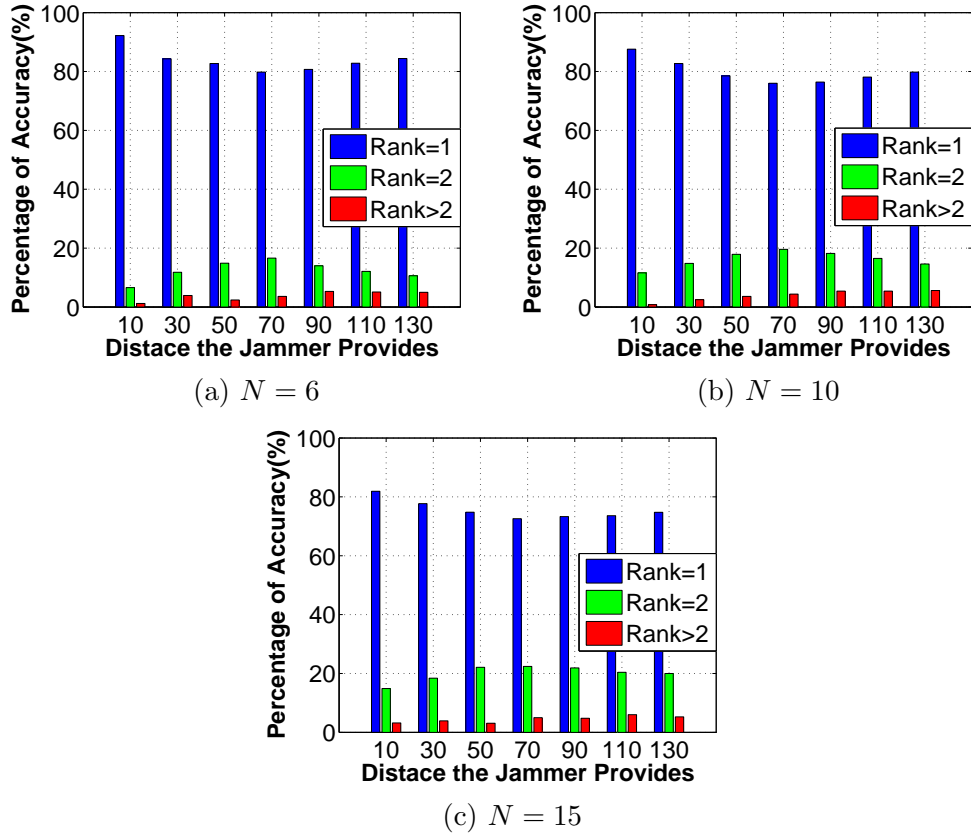 100
80
60
40
20
0
Percentage of Accuracy(%)
Rank=1
Rank=2
Rank>2
10 30 50 70 90 110 130
Distace the Jammer Provides
(a) N = 6
100
80
60
40
20
0
Percentage of Accuracy(%)
Rank=1
Rank=2
Rank>2
10 30 50 70 90 110 130
Distace the Jammer Provides
(b) N = 10
100
80
60
40
20
0
Percentage of Accuracy(%)
Rank=1
Rank=2
Rank>2
10 30 50 70 90 110 130
Distace the Jammer Provides
(c) N = 15